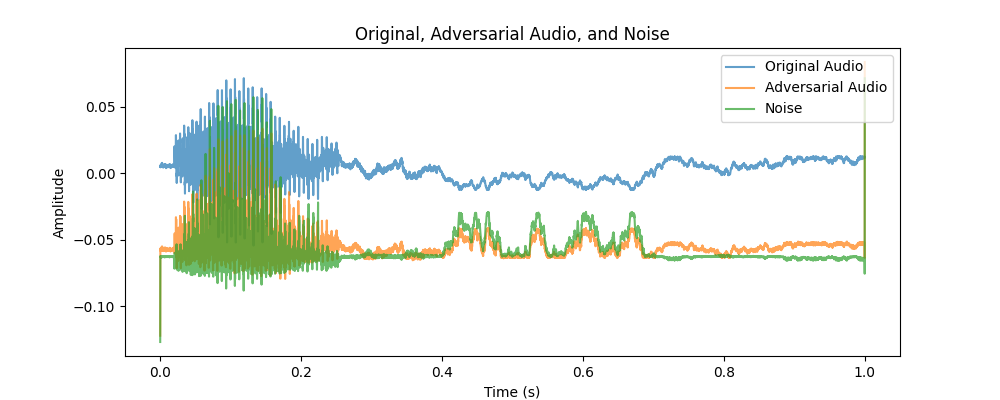 Original, Adversarial Audio, and Noise
Original Audio
Adversarial Audio
Noise
Amplitude
0.05
0.00
−0.05
−0.10
0.0 0.2 0.4 0.6 0.8 1.0
Time (s)